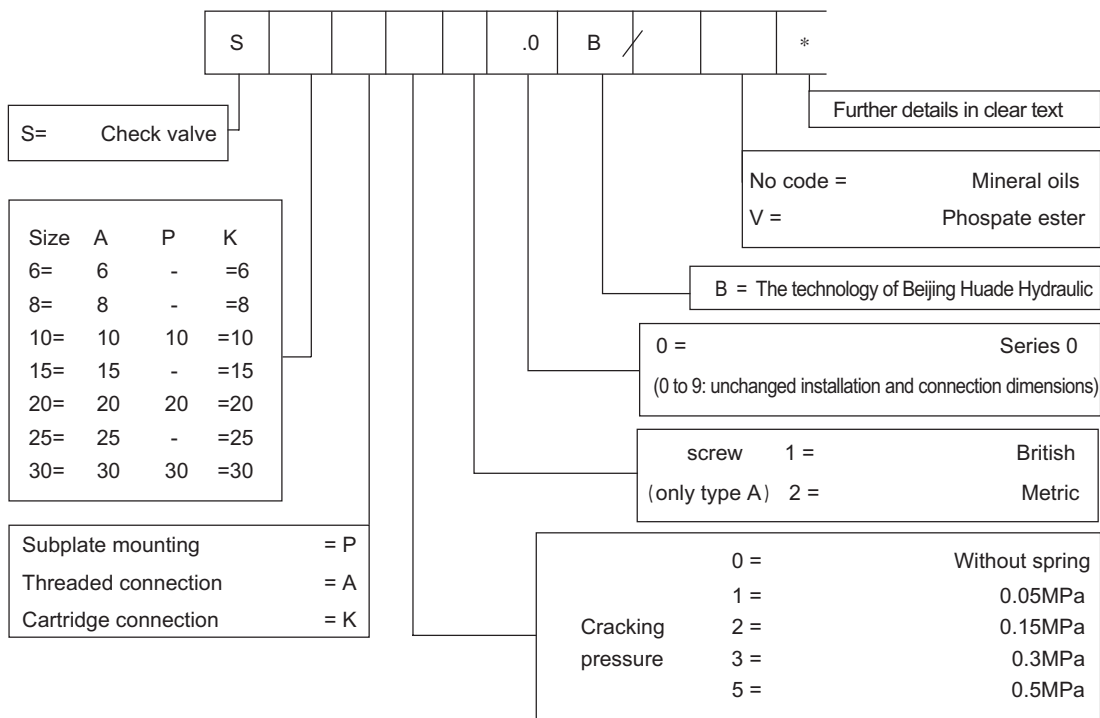 S .0 B / *
S= Check valve
Further details in clear text
No code = Mineral oils
V = Phospate ester
Size A P K
6= 6 - =6
8= 8 - =8
10= 10 10 =10
15= 15 - =15
20= 20 20 =20
25= 25 - =25
30= 30 30 =30
B = The technology of Beijing Huade Hydraulic
0 = Series 0
(0 to 9: unchanged installation and connection dimensions)
screw 1 = British
(only type A) 2 = Metric
Subplate mounting = P
Threaded connection = A
Cartridge connection = K
0 = Without spring
1 = 0.05MPa
Cracking 2 = 0.15MPa
pressure 3 = 0.3MPa
5 = 0.5MPa